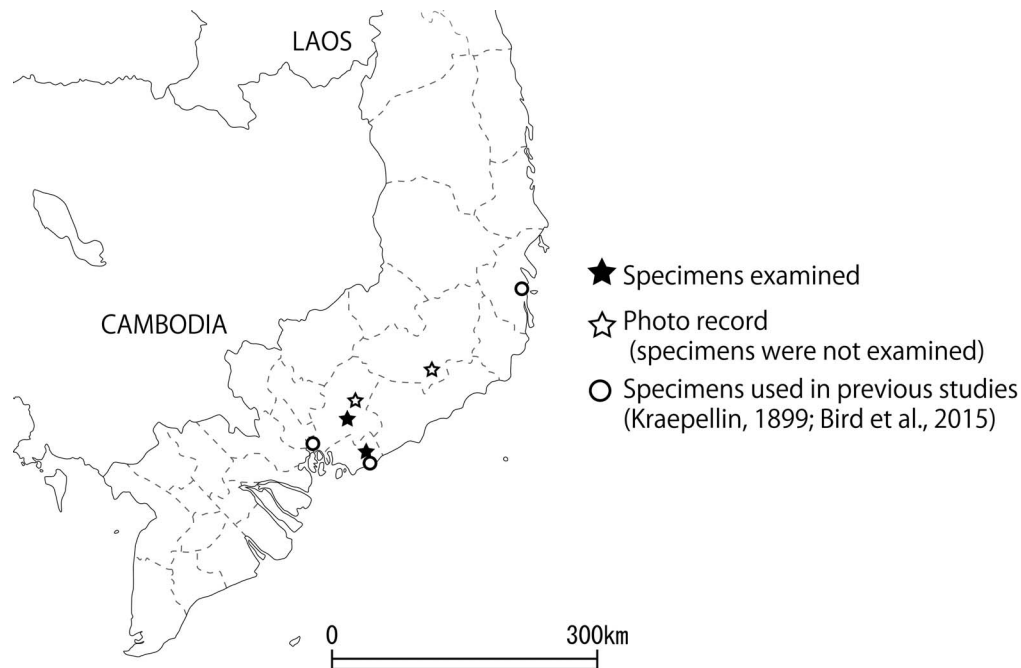 LAOS
CAMBODIA
Specimens examined
Photo record
(specimens were not examined)
Specimens used in previous studies
(Kraepellin, 1899; Bird et al., 2015)
0 300km